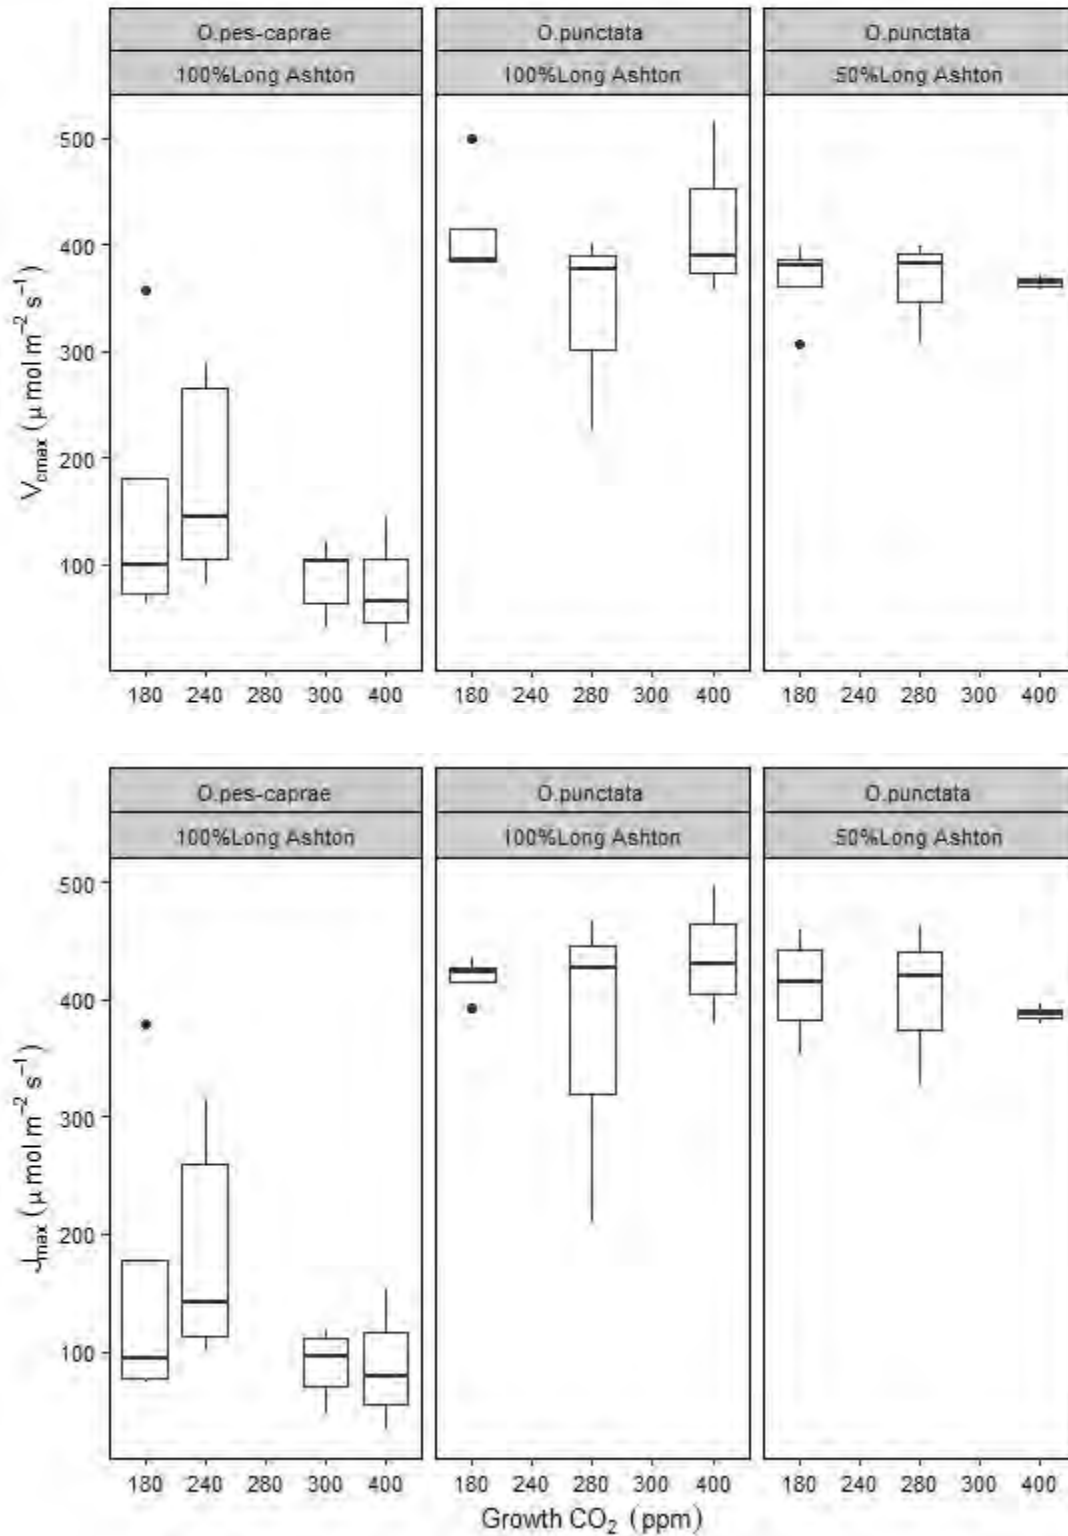 O.pes-caprae O.punctata O.punctata
100%Long Ashton 100%Long Ashton 50%Long Ashton
500
400
300
200
100
Vcmax (μ mol m−2 s−1)
180 240 280 300 400 180 240 280 300 400 180 240 280 300 400
O.pes-caprae O.punctata O.punctata
100%Long Ashton 100%Long Ashton 50%Long Ashton
500
400
300
200
100
Jmax (μ mol m−2 s−1)
180 240 280 300 400 180 240 280 300 400 180 240 280 300 400
Growth CO2 (ppm)